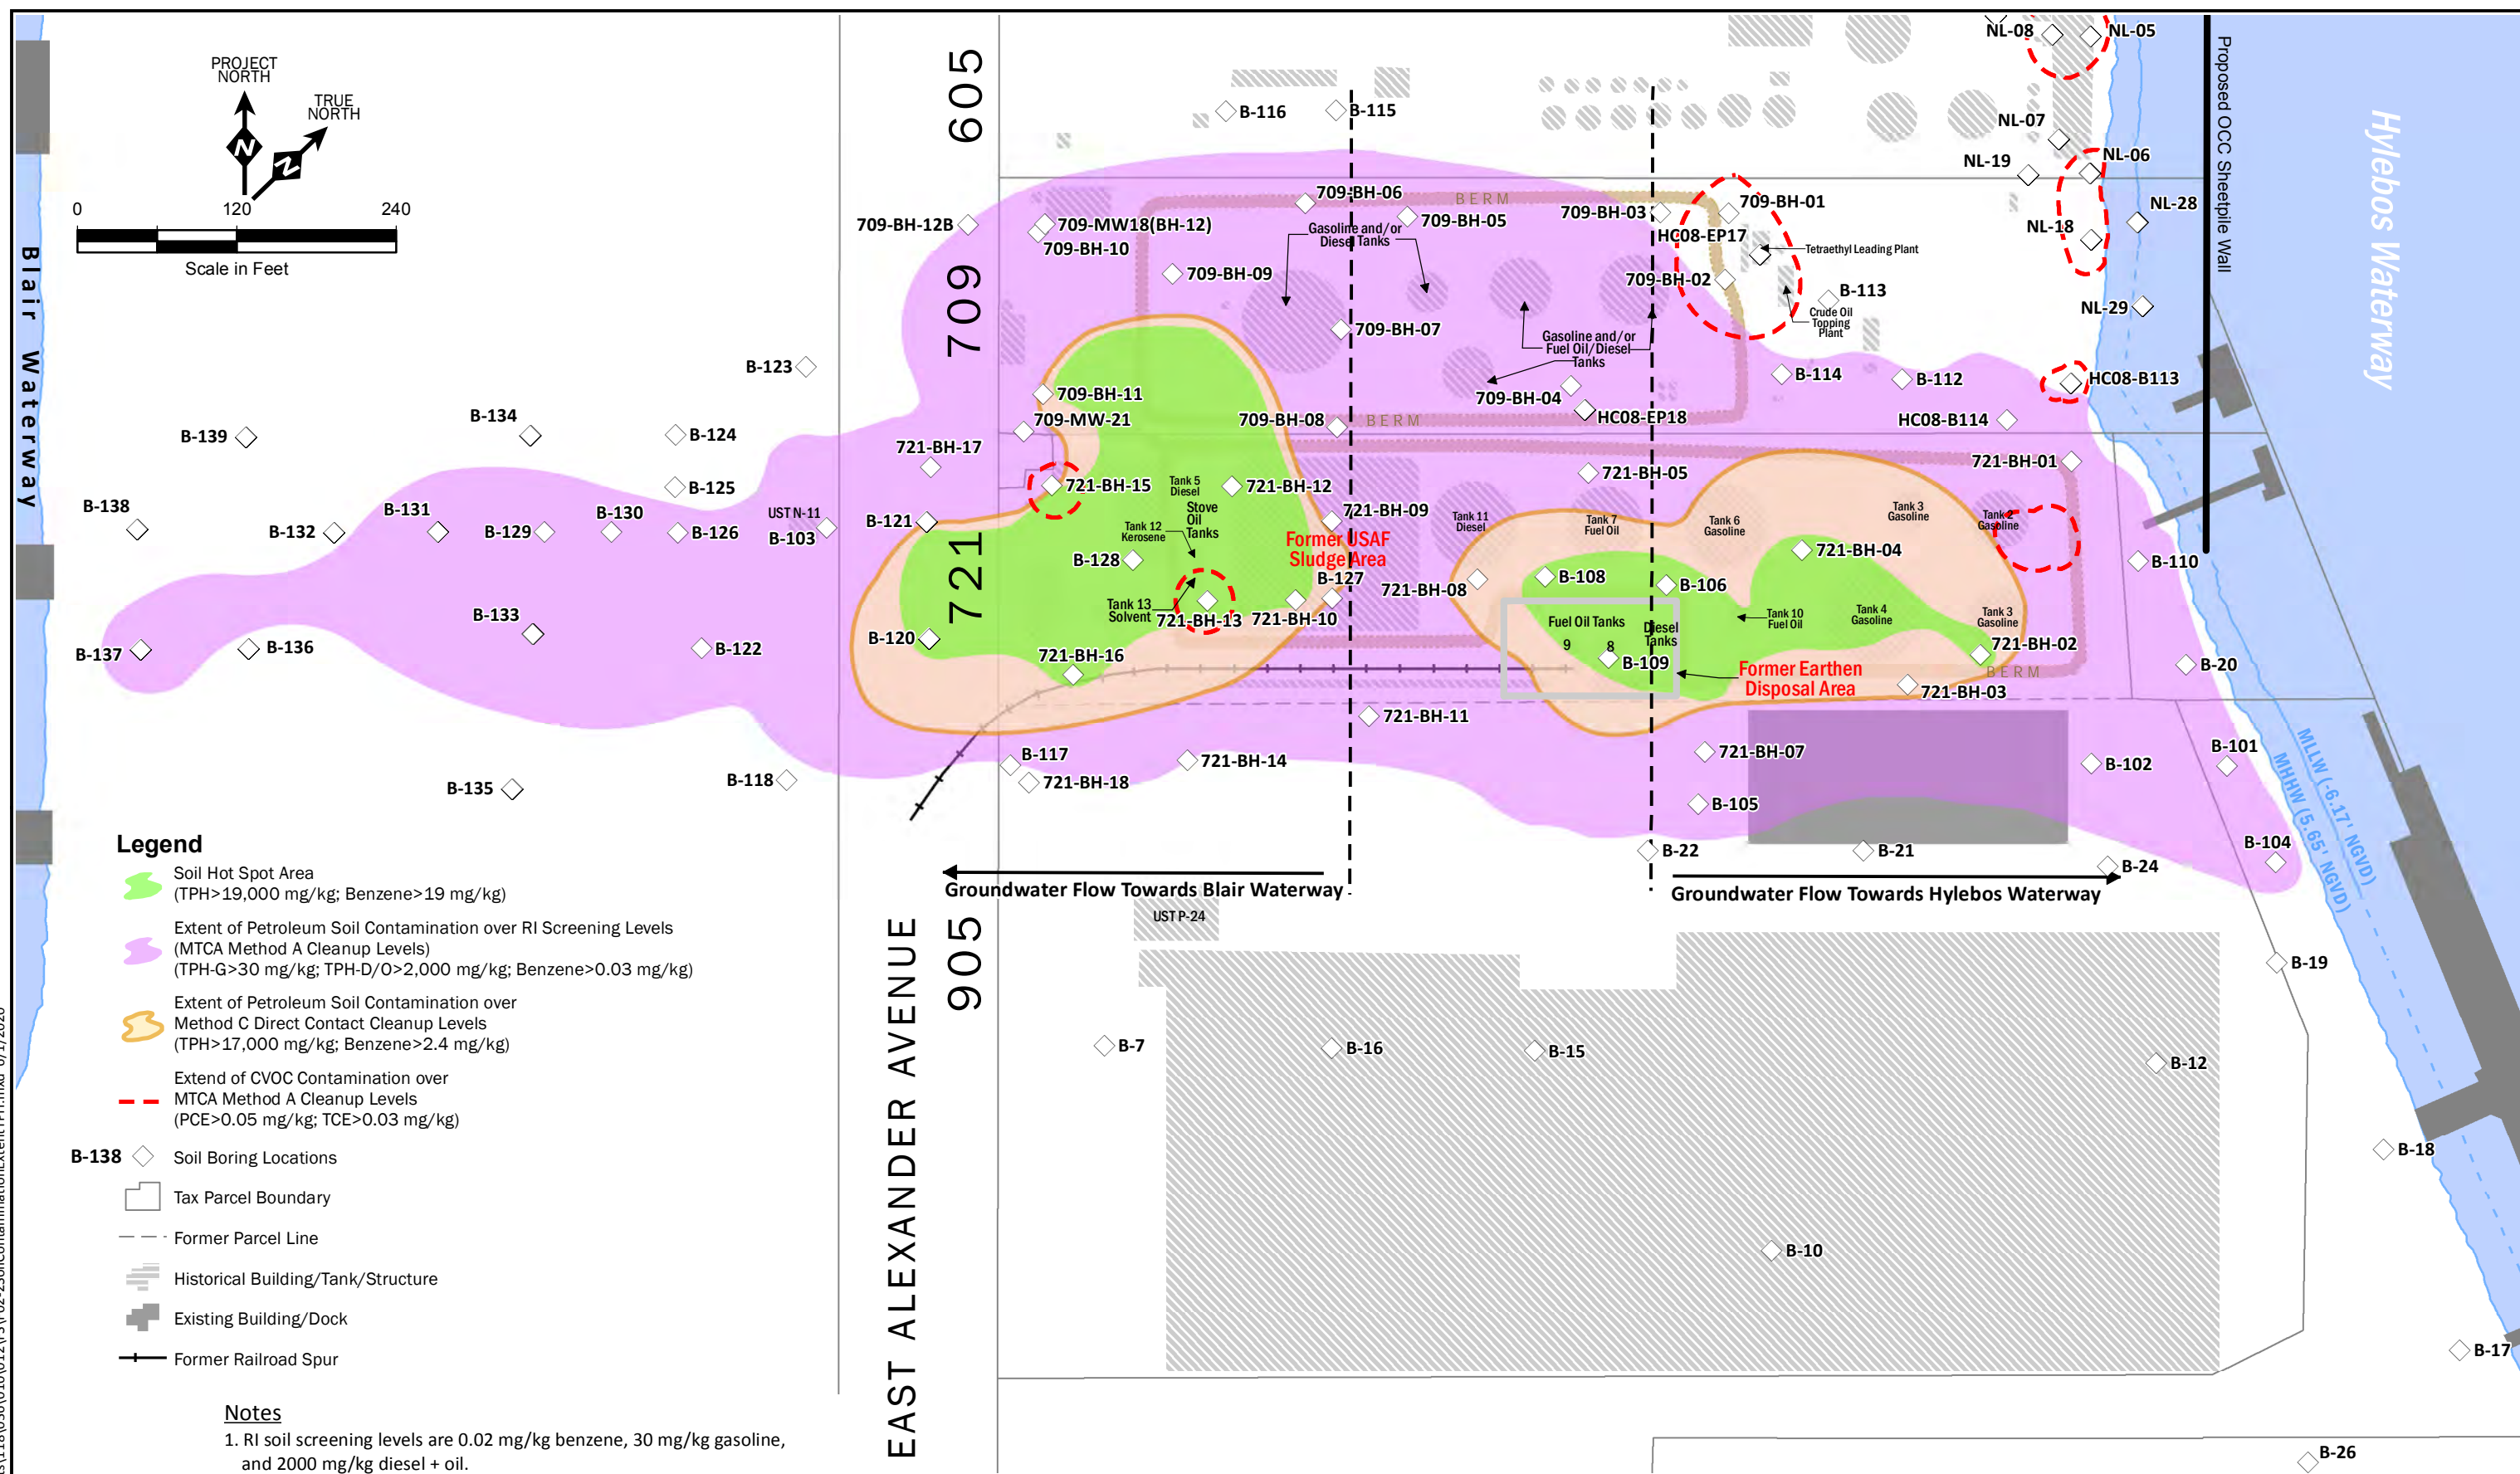 PROJECT
NORTH
TRUE
NORTH
N
N
0
120
240
Scale in Feet
Blair Waterway
605
709
721
905
EAST ALEXANDER AVENUE
Hylebos Waterway
Proposed OCC Sheetpile Wall
MLLW (-6.17' NGVD)
MHHW (5.65' NGVD)
NL-08
NL-05
NL-07
NL-06
NL-19
NL-28
NL-18
NL-29
B-116
B-115
709-BH-06
BERM
709-BH-12B
709-MW18(BH-12)
709-BH-10
709-BH-05
709-BH-03
709-BH-01
Gasoline and/or
Diesel Tanks
HC08-EP17
Tetraethyl Leading Plant
709-BH-09
709-BH-02
B-113
Crude Oil
Topping
Plant
709-BH-07
Gasoline and/or
Fuel Oil/Diesel
Tanks
B-123
B-114
B-112
HC08-B113
709-BH-11
709-BH-04
B-134
709-MW-21
709-BH-08
BERM
HC08-EP18
HC08-B114
B-139
B-124
721-BH-17
721-BH-01
721-BH-05
B-125
721-BH-15
Tank 5
Diesel
721-BH-12
B-138
B-131
B-130
UST N-11
B-103
B-121
Stove
Oil
Tanks
Tank 12
Kerosene
721-BH-09
Tank 11
Diesel
Tank 7
Fuel Oil
Tank 6
Gasoline
Tank 3
Gasoline
Tank 2
Gasoline
B-132
B-129
B-126
Former USAF
Sludge Area
721-BH-04
B-110
B-128
B-127
721-BH-08
B-108
B-106
B-133
Tank 13
Solvent
721-BH-13
721-BH-10
Fuel Oil Tanks
9
8
Diesel
Tanks
Tank 10
Fuel Oil
Tank 4
Gasoline
Tank 3
Gasoline
B-120
B-137
B-136
B-122
721-BH-16
B-109
721-BH-02
B-20
Former Earthen
Disposal Area
BERM
721-BH-03
721-BH-11
B-117
721-BH-14
721-BH-07
B-101
B-102
B-135
B-118
721-BH-18
B-105
B-22
B-21
B-24
B-104
Groundwater Flow Towards Blair Waterway
Groundwater Flow Towards Hylebos Waterway
UST P-24
B-19
B-7
B-16
B-15
B-12
B-18
B-10
B-17
B-26
Legend
Soil Hot Spot Area
(TPH>19,000 mg/kg; Benzene>19 mg/kg)
Extent of Petroleum Soil Contamination over RI Screening Levels
(MTCA Method A Cleanup Levels)
(TPH-G>30 mg/kg; TPH-D/O>2,000 mg/kg; Benzene>0.03 mg/kg)
Extent of Petroleum Soil Contamination over
Method C Direct Contact Cleanup Levels
(TPH>17,000 mg/kg; Benzene>2.4 mg/kg)
Extend of CVOC Contamination over
MTCA Method A Cleanup Levels
(PCE>0.05 mg/kg; TCE>0.03 mg/kg)
B-138
Soil Boring Locations
Tax Parcel Boundary
Former Parcel Line
Historical Building/Tank/Structure
Existing Building/Dock
Former Railroad Spur
Notes
1. RI soil screening levels are 0.02 mg/kg benzene, 30 mg/kg gasoline,
and 2000 mg/kg diesel + oil.